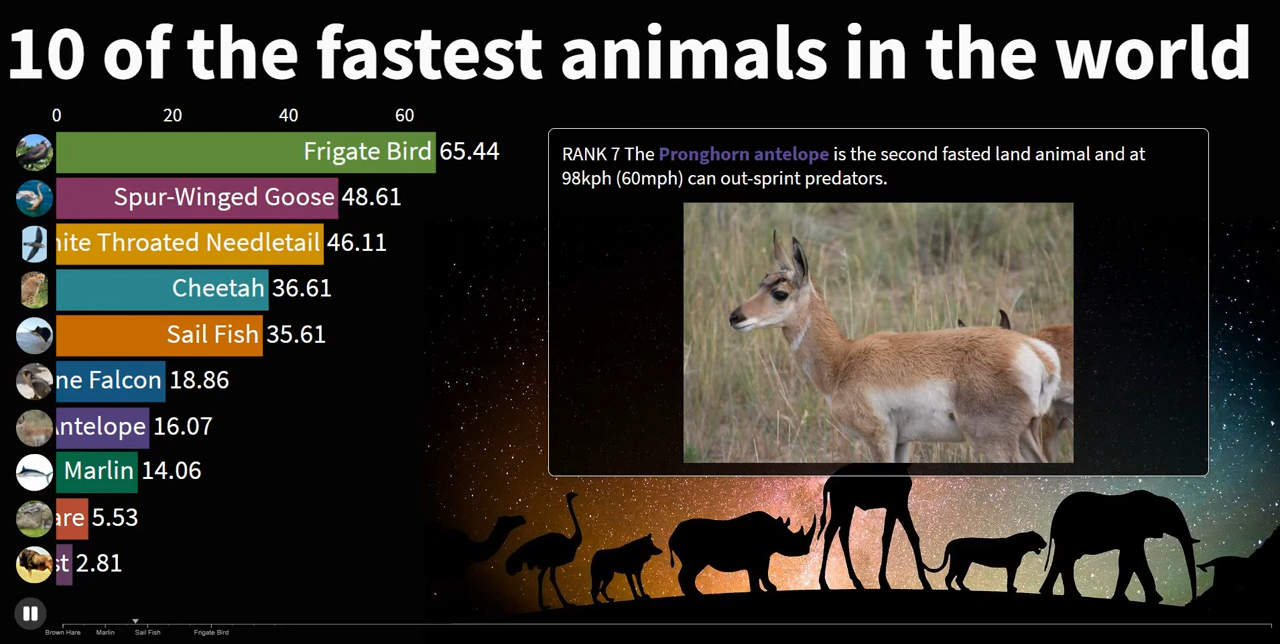 10 of the fastest animals in the world
0 20 40 60
Frigate Bird 65.44
Spur-Winged Goose 48.61
hite Throated Needletail 46.11
Cheetah 36.61
Sail Fish 35.61
ne Falcon 18.86
Antelope 16.07
Marlin 14.06
are 5.53
st 2.81
RANK 7 The Pronghorn antelope is the second fasted land animal and at
98kph (60mph) can out-sprint predators.
Brown Hare Marlin Sail Fish Frigate Bird